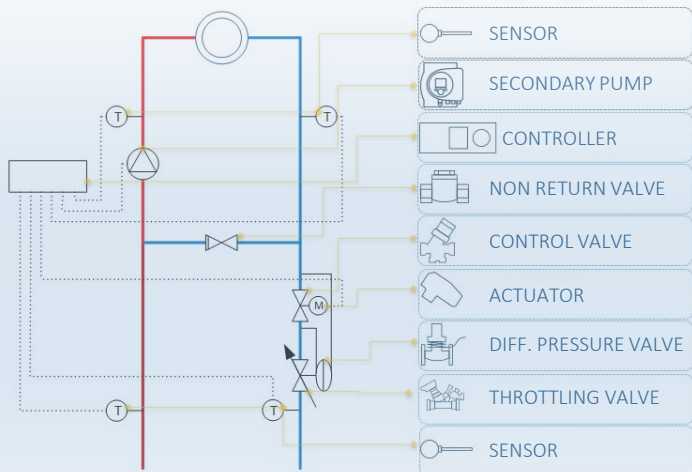 SENSOR
SECONDARY PUMP
T
T
CONTROLLER
NON RETURN VALVE
CONTROL VALVE
M
ACTUATOR
DIFF. PRESSURE VALVE
THROTTLING VALVE
T
T
SENSOR